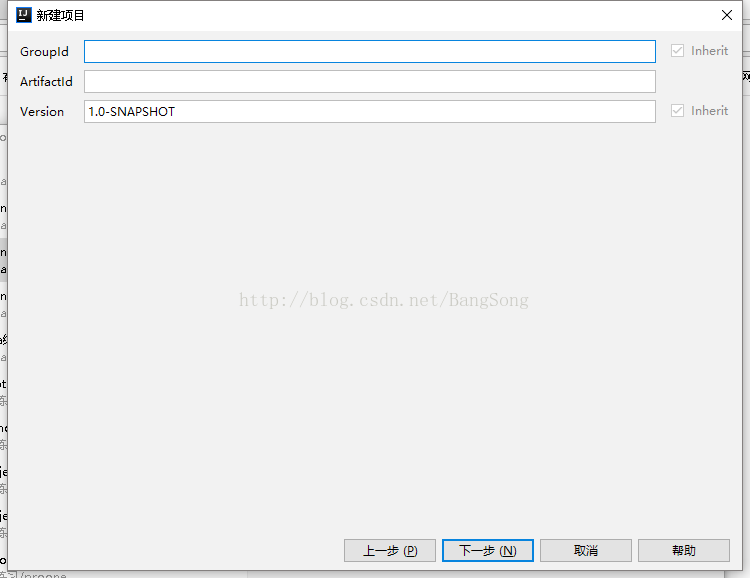 新建项目
GroupId
Inherit
ArtifactId
Version 1.0-SNAPSHOT
Inherit
http://blog.csdn.net/BangSong
上一步 (P) 下一步 (N) 取消 帮助